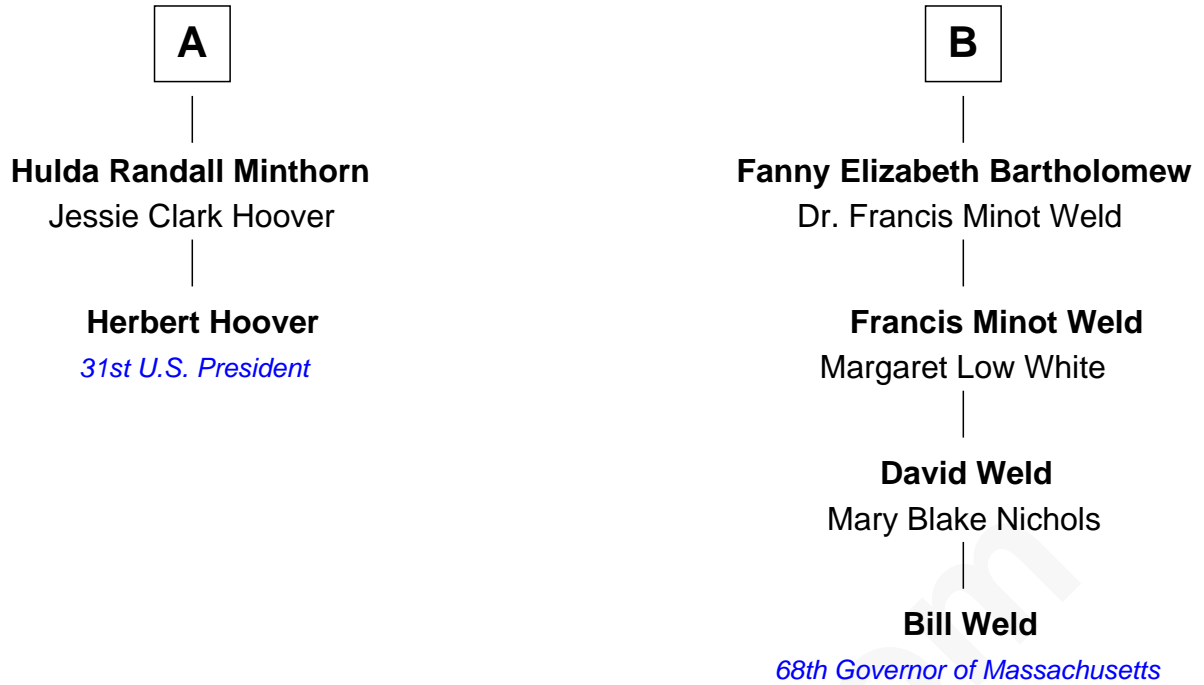 A
Hulda Randall Minthorn
Jessie Clark Hoover
Herbert Hoover
31st U.S. President
B
Fanny Elizabeth Bartholomew
Dr. Francis Minot Weld
Francis Minot Weld
Margaret Low White
David Weld
Mary Blake Nichols
Bill Weld
68th Governor of Massachusetts